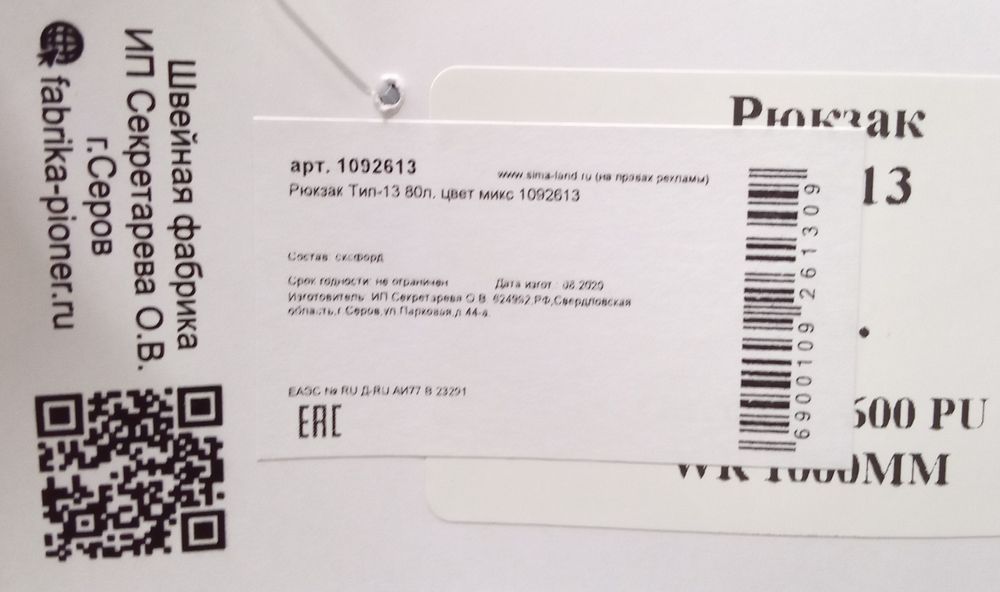 Швейная фабрика
ИП Секретарева О.В.
г.Серов
fabrika-pioner.ru
Рюкзак
13
600 PU
WR 1000MM
арт. 1092613
www.sima-land.ru (на правах рекламы)
Рюкзак Тип-13 80л. цвет микс 1092613
Состав: оксфорд
Срок годности: не ограничен Дата изгот.: 08.2020
Изготовитель: ИП Секретарева О.В. 624992,РФ,Свердловская
область,г.Серов,ул.Парковая,д.44-а.
ЕАЭС № RU Д-RU.АИ77.В.23291
ЕАС
6900109261309